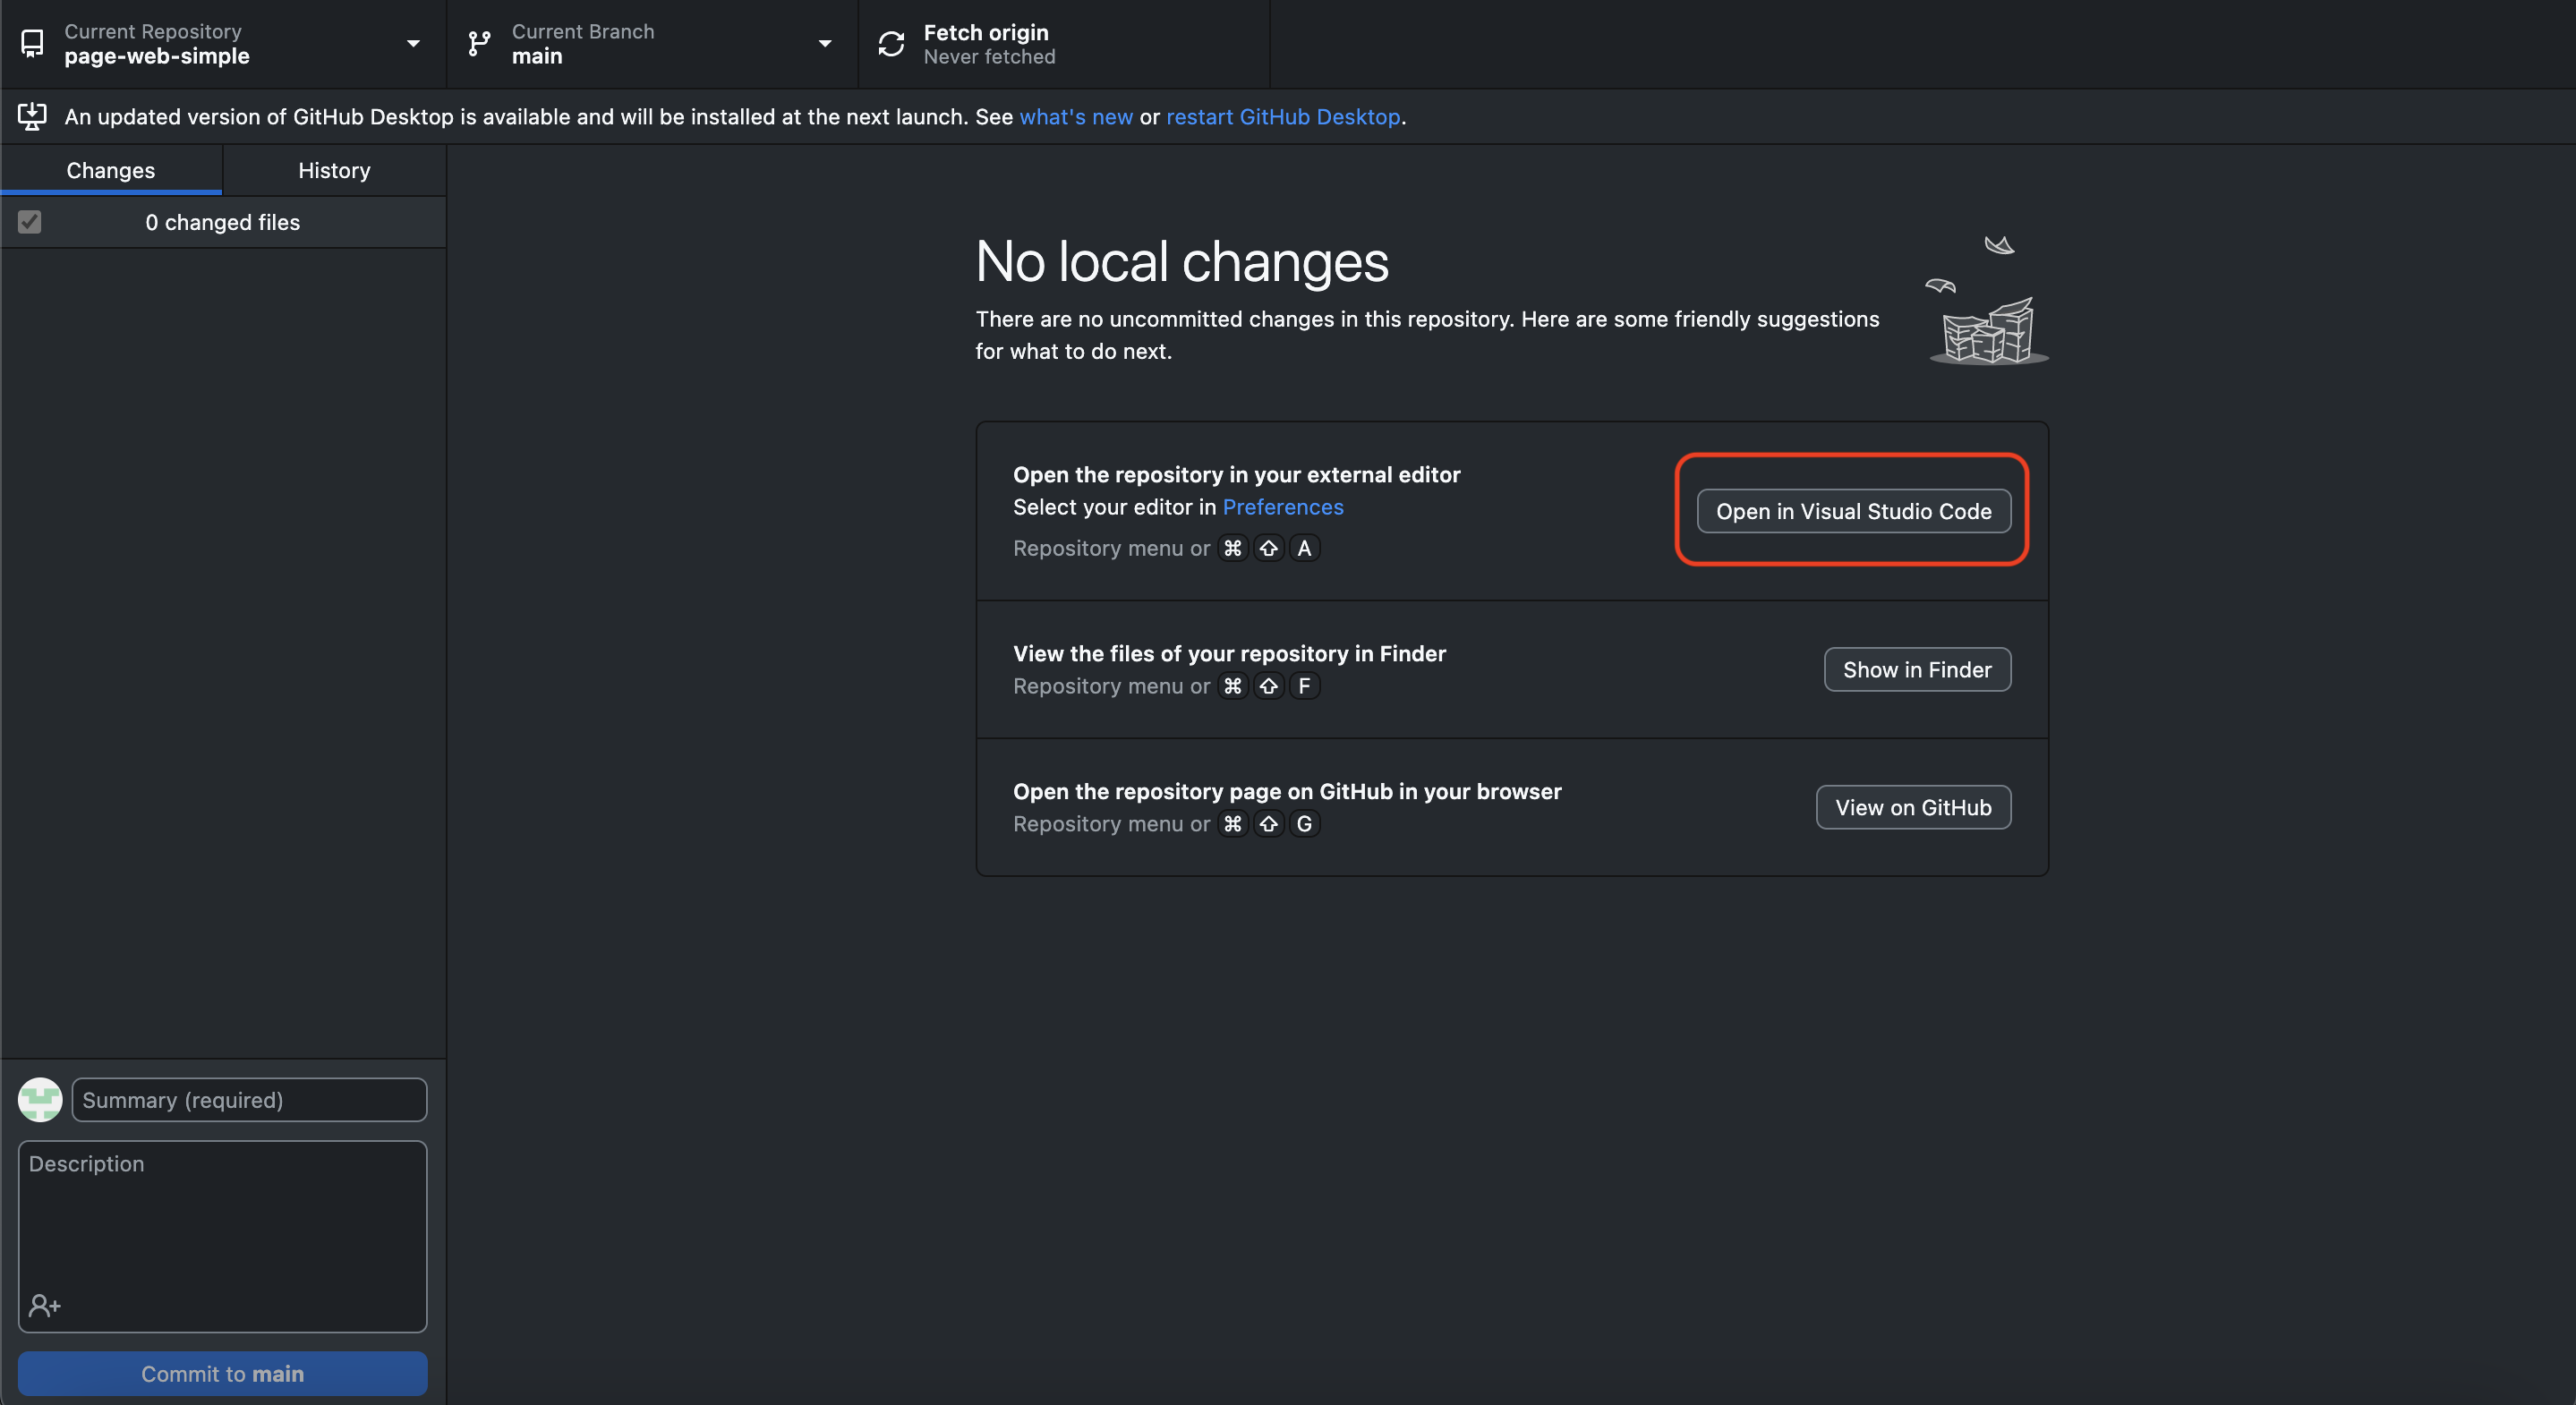 Current Repository
page-web-simple
Current Branch
main
Fetch origin
Never fetched
An updated version of GitHub Desktop is available and will be installed at the next launch. See what's new or restart GitHub Desktop.
Changes
History
0 changed files
No local changes
There are no uncommitted changes in this repository. Here are some friendly suggestions
for what to do next.
Open the repository in your external editor
Select your editor in Preferences
Repository menu or ⌘ ⇧ A
Open in Visual Studio Code
View the files of your repository in Finder
Repository menu or ⌘ ⇧ F
Show in Finder
Open the repository page on GitHub in your browser
Repository menu or ⌘ ⇧ G
View on GitHub
Summary (required)
Description
Commit to main